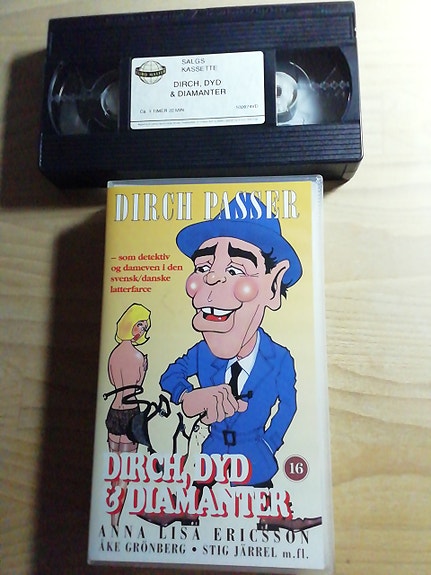 SALGS
KASSETTE
DIRCH, DYD
& DIAMANTER
DIRCH PASSER
– som detektiv
og dameven i den
svensk/danske
latterfarce
DIRCH, DYD
& DIAMANTER
16
ANNA LISA ERICSSON
ÅKE GRÖNBERG · STIG JÄRREL m.fl.